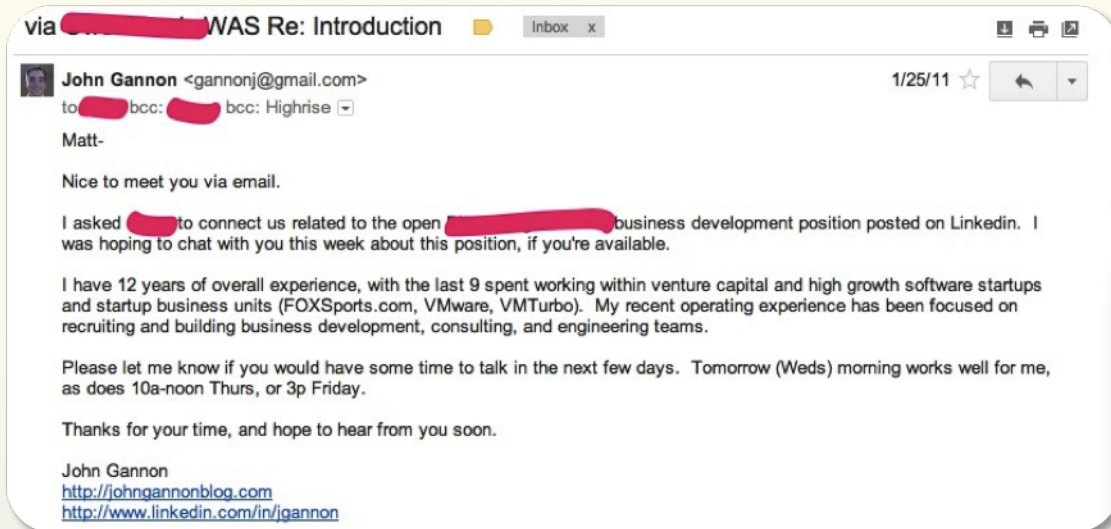 via WAS Re: Introduction Inbox x
John Gannon <gannonj@gmail.com> 1/25/11
to bcc: bcc: Highrise
Matt-
Nice to meet you via email.
I asked to connect us related to the open business development position posted on Linkedin. I
was hoping to chat with you this week about this position, if you're available.
I have 12 years of overall experience, with the last 9 spent working within venture capital and high growth software startups
and startup business units (FOXSports.com, VMware, VMTurbo). My recent operating experience has been focused on
recruiting and building business development, consulting, and engineering teams.
Please let me know if you would have some time to talk in the next few days. Tomorrow (Weds) morning works well for me,
as does 10a-noon Thurs, or 3p Friday.
Thanks for your time, and hope to hear from you soon.
John Gannon
http://johngannonblog.com
http://www.linkedin.com/in/jgannon